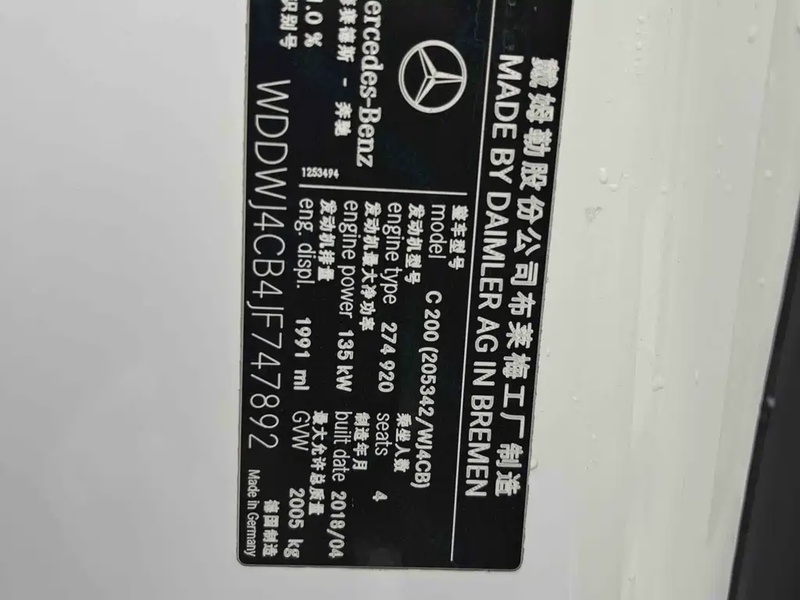 戴姆勒股份公司布莱梅工厂制造
MADE BY DAIMLER AG IN BREMEN
Mercedes-Benz
梅赛德斯 - 奔驰
1.0 %
识别号
1253494
整车型号
model C 200 (205342/WJ4CB)
发动机型号 乘坐人数
engine type 274 920 seats 4
发动机最大净功率 制造年月
engine power 135 kW built date 2018/04
发动机排量 最大允许总质量
eng. displ. 1991 ml GVW 2005 kg
德国制造
Made in Germany
WDDWJ4CB4JF747892